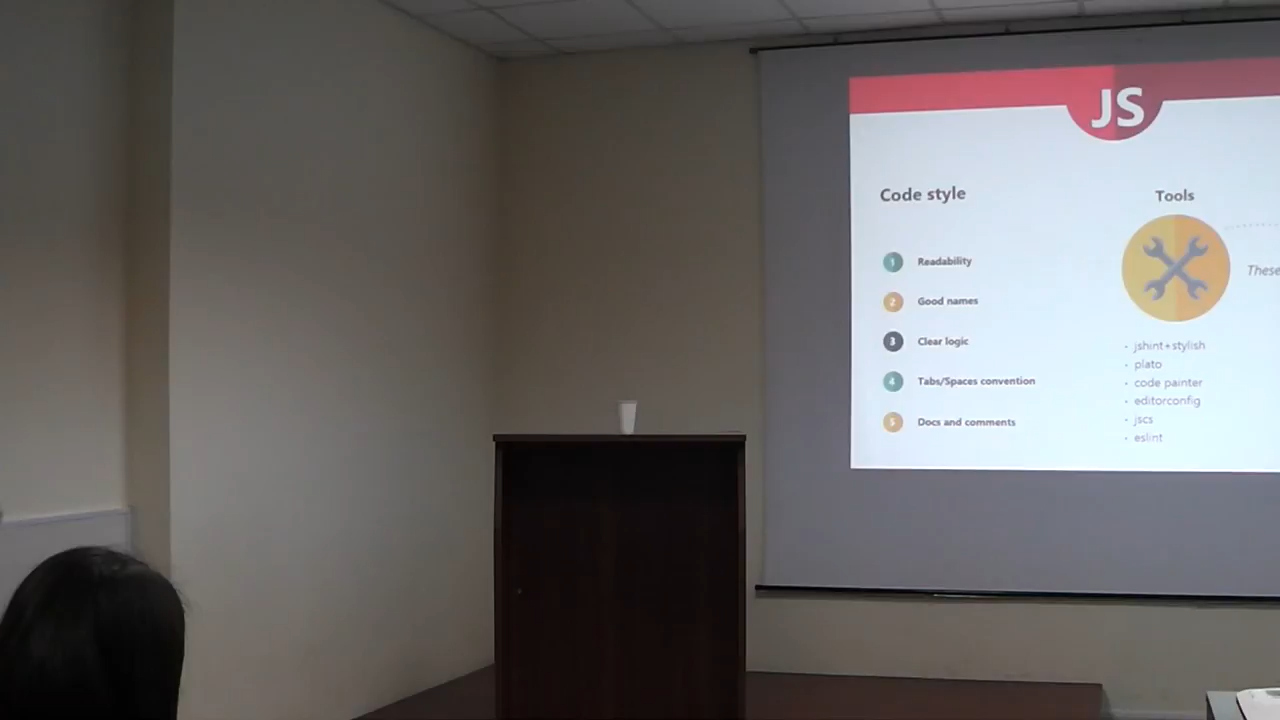 JS
Code style
1 Readability
2 Good names
3 Clear logic
4 Tabs/Spaces convention
5 Docs and comments
Tools
These
• jshint+stylish
• plato
• code painter
• editorconfig
• jscs
• eslint